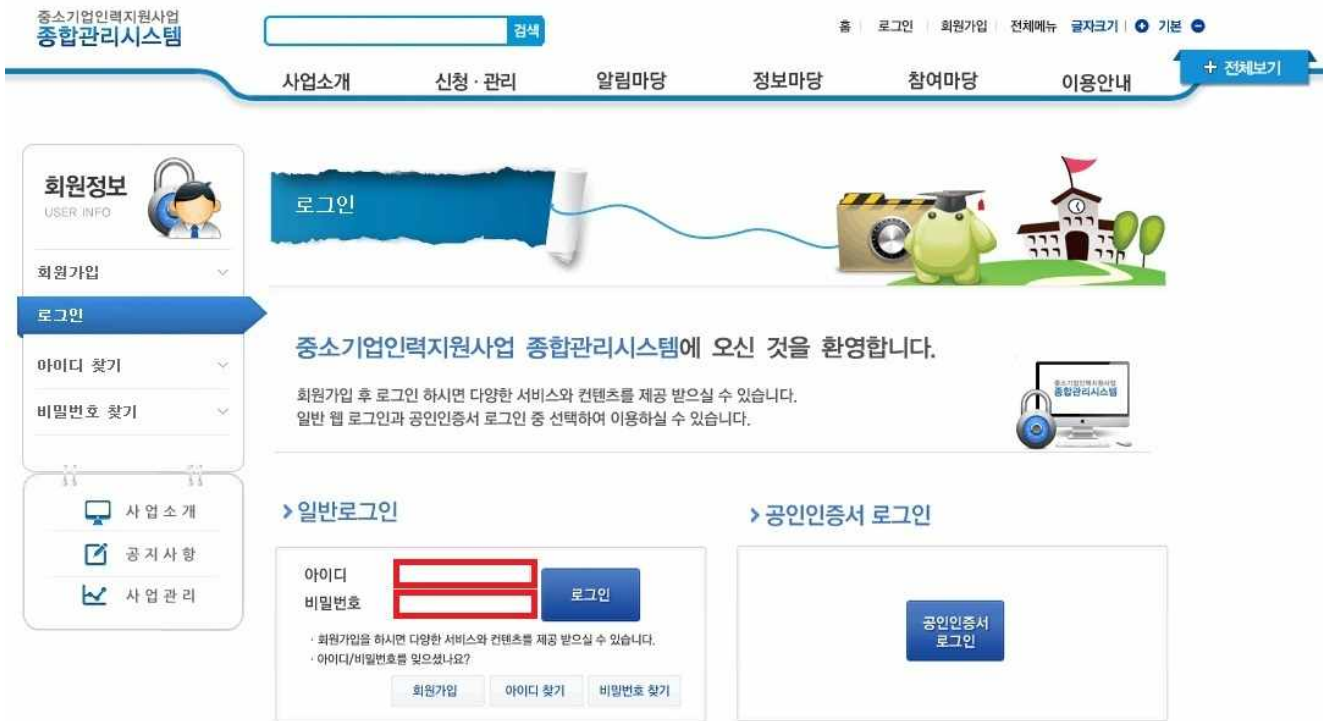 중소기업인력지원사업
종합관리시스템
검색
홈 로그인 회원가입 전체메뉴 글자크기 기본
사업소개 신청 · 관리 알림마당 정보마당 참여마당 이용안내 + 전체보기
회원정보
USER INFO
로그인
회원가입
로그인
아이디 찾기
비밀번호 찾기
중소기업인력지원사업 종합관리시스템에 오신 것을 환영합니다.
회원가입 후 로그인 하시면 다양한 서비스와 컨텐츠를 제공 받으실 수 있습니다.
일반 웹 로그인과 공인인증서 로그인 중 선택하여 이용하실 수 있습니다.
중소기업인력지원사업
종합관리시스템
사업소개
공지사항
사업관리
> 일반로그인
아이디
비밀번호
로그인
· 회원가입을 하시면 다양한 서비스와 컨텐츠를 제공 받으실 수 있습니다.
· 아이디/비밀번호를 잊으셨나요?
회원가입 아이디 찾기 비밀번호 찾기
> 공인인증서 로그인
공인인증서
로그인